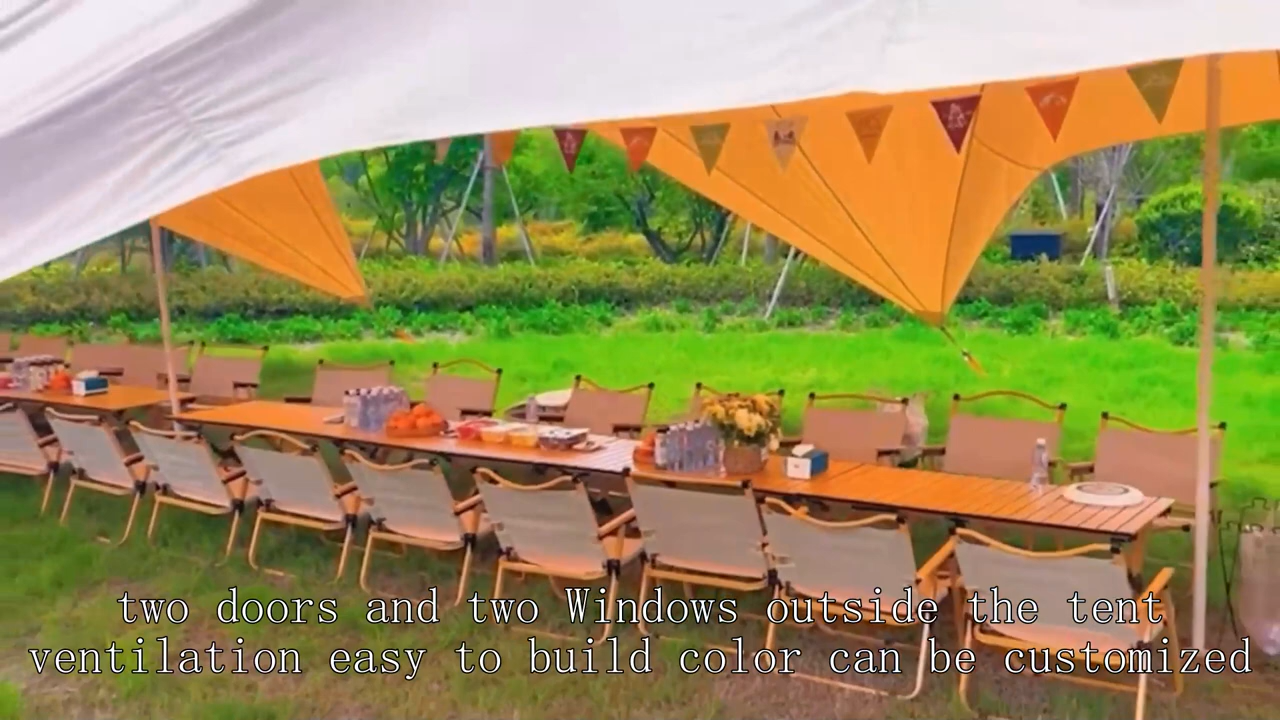 two doors and two Windows outside the tent
ventilation easy to build color can be customized